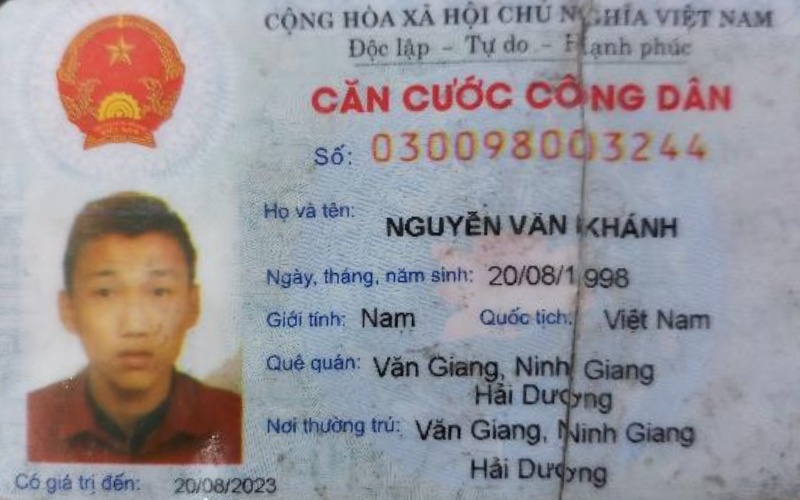 CỘNG HÒA XÃ HỘI CHỦ NGHĨA VIỆT NAM
Độc lập - Tự do - Hạnh phúc
CĂN CƯỚC CÔNG DÂN
Số: 030098003244
Họ và tên: NGUYỄN VĂN KHÁNH
Ngày, tháng, năm sinh: 20/08/1998
Giới tính: Nam Quốc tịch: Việt Nam
Quê quán: Văn Giang, Ninh Giang
Hải Dương
Nơi thường trú: Văn Giang, Ninh Giang
Hải Dương
Có giá trị đến: 20/08/2023